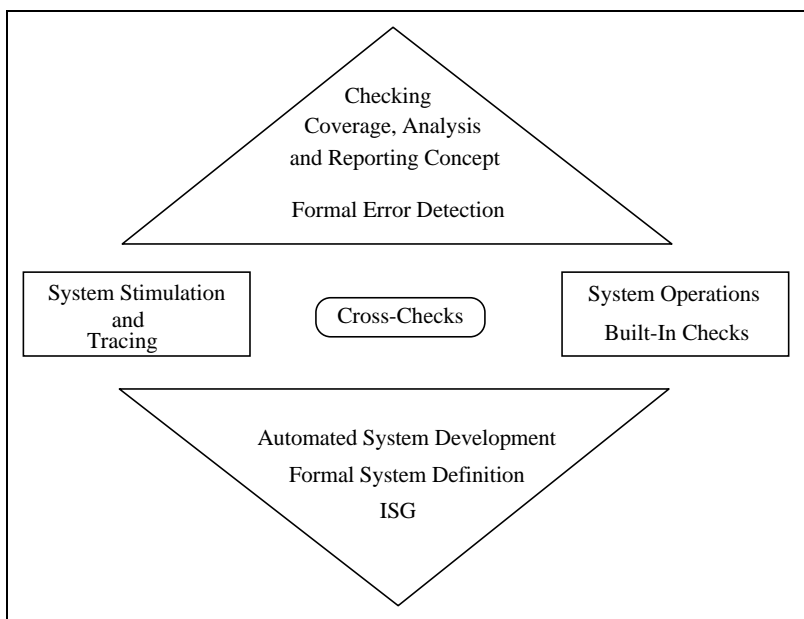 Checking
Coverage, Analysis
and Reporting Concept
Formal Error Detection
System Stimulation
and
Tracing
Cross-Checks
System Operations
Built-In Checks
Automated System Development
Formal System Definition
ISG